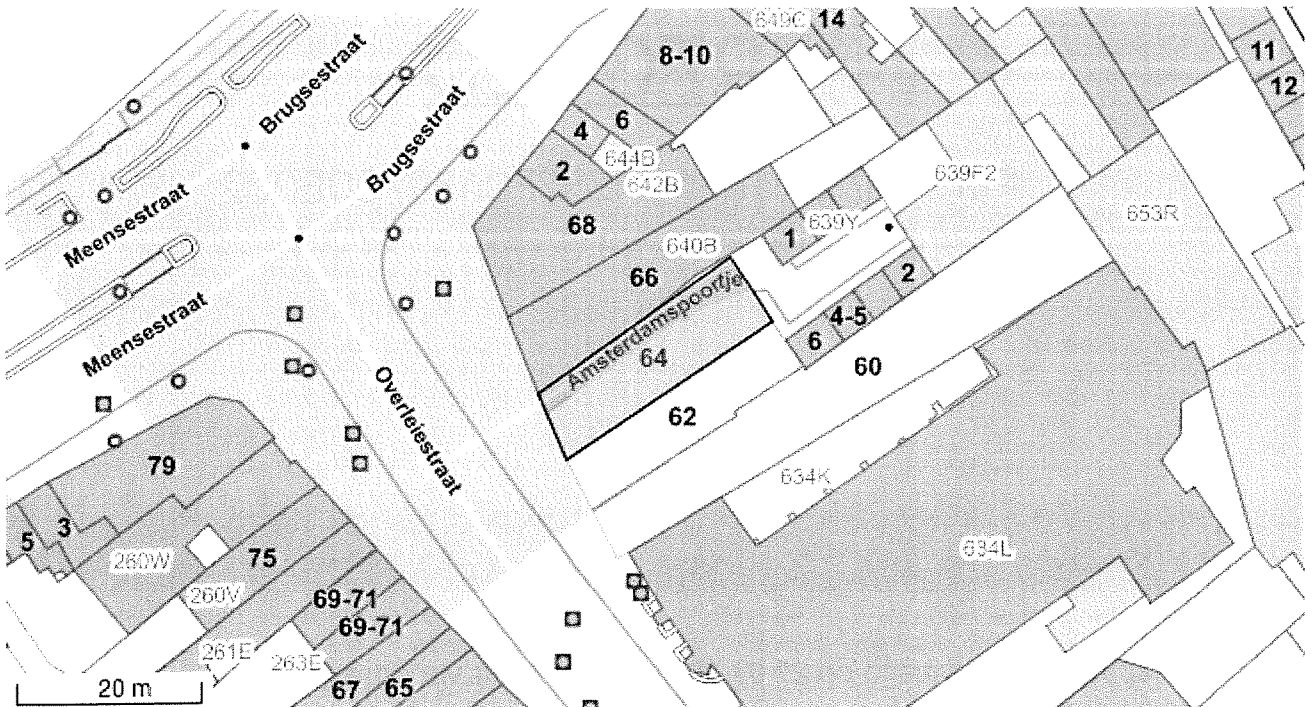 649C
14
8-10
11
12
Brugsestraat
Brugsestraat
6
4
644B
2
642B
639F2
Meensestraat
653R
68
639Y
640B
1
66
2
Meensestraat
Amsterdamspoortje
64
4-5
6
60
Overleiestraat
62
79
634K
5
3
260W
75
634L
260V
69-71
69-71
261E
263E
67
65
20 m